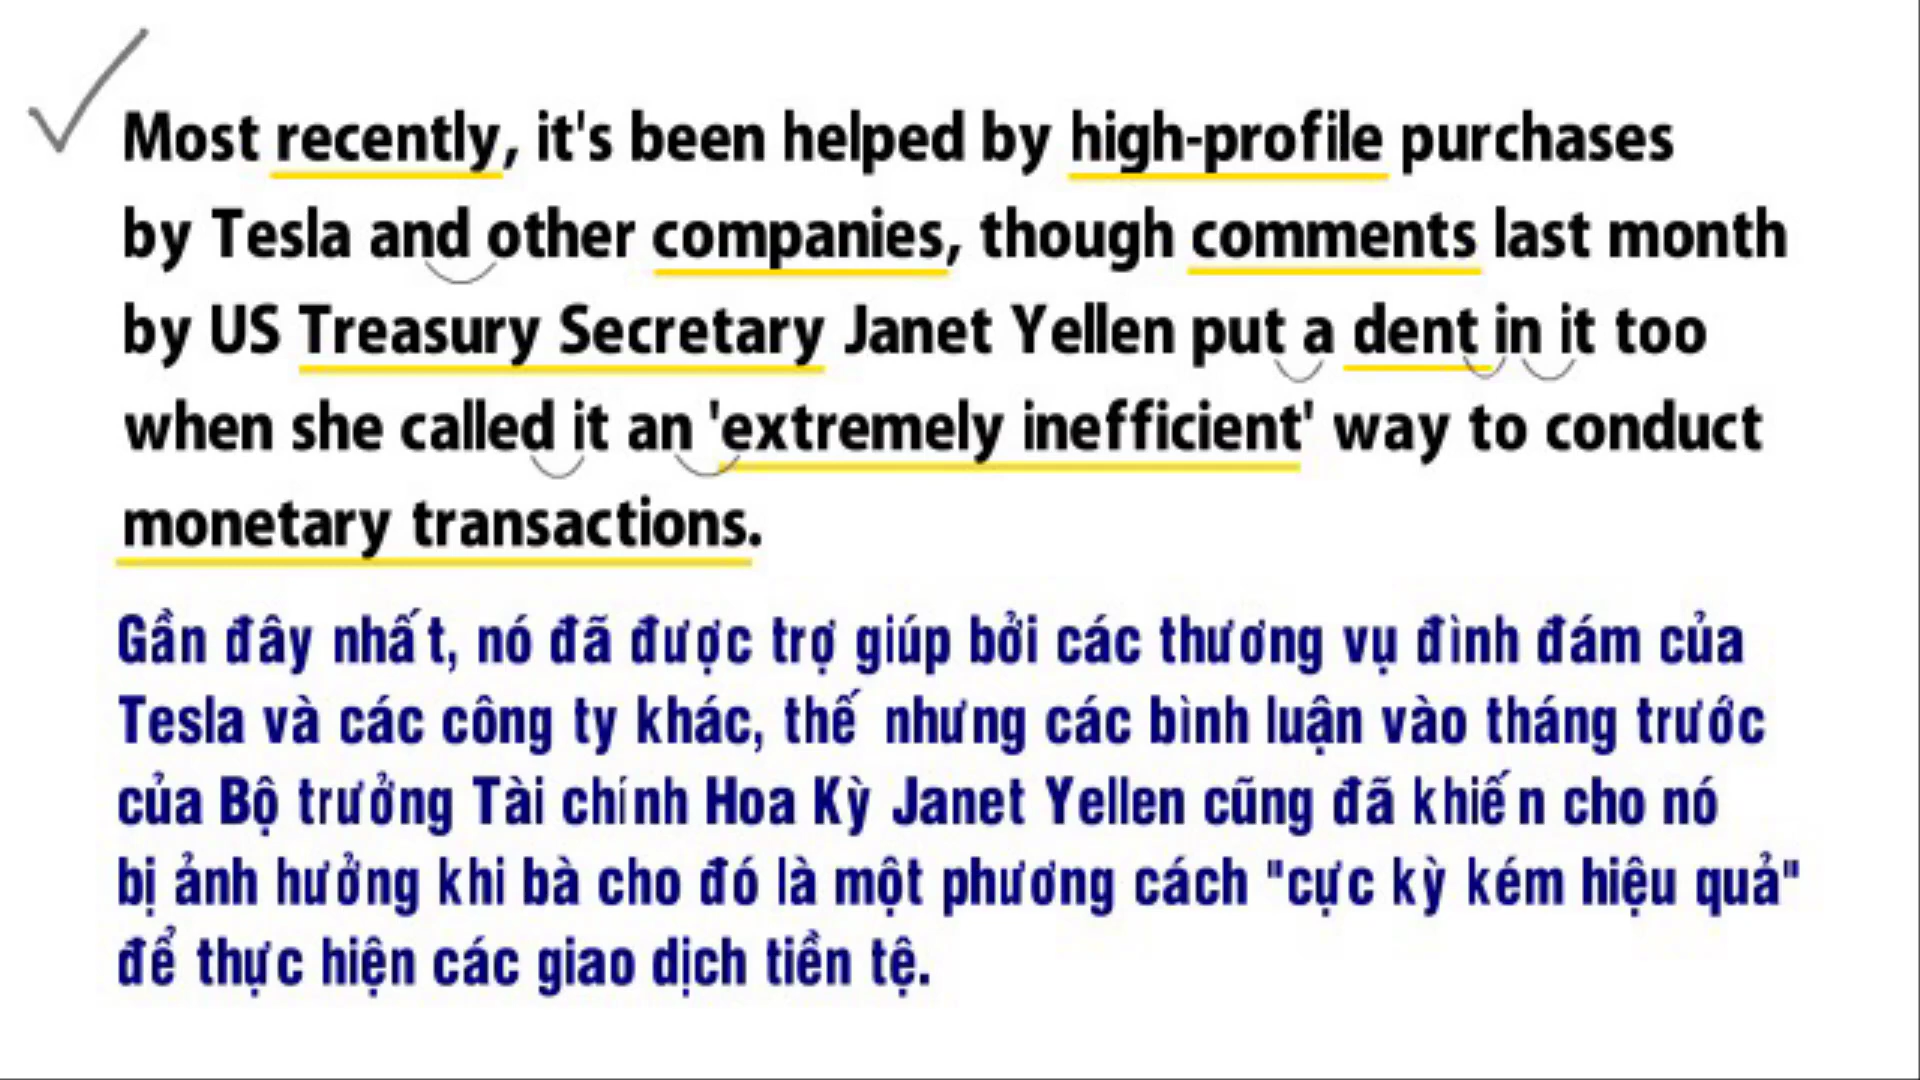 Most recently, it's been helped by high-profile purchases
by Tesla and other companies, though comments last month
by US Treasury Secretary Janet Yellen put a dent in it too
when she called it an 'extremely inefficient' way to conduct
monetary transactions.
Gần đây nhất, nó đã được trợ giúp bởi các thương vụ đình đám của
Tesla và các công ty khác, thế nhưng các bình luận vào tháng trước
của Bộ trưởng Tài chính Hoa Kỳ Janet Yellen cũng đã khiến cho nó
bị ảnh hưởng khi bà cho đó là một phương cách "cực kỳ kém hiệu quả"
để thực hiện các giao dịch tiền tệ.